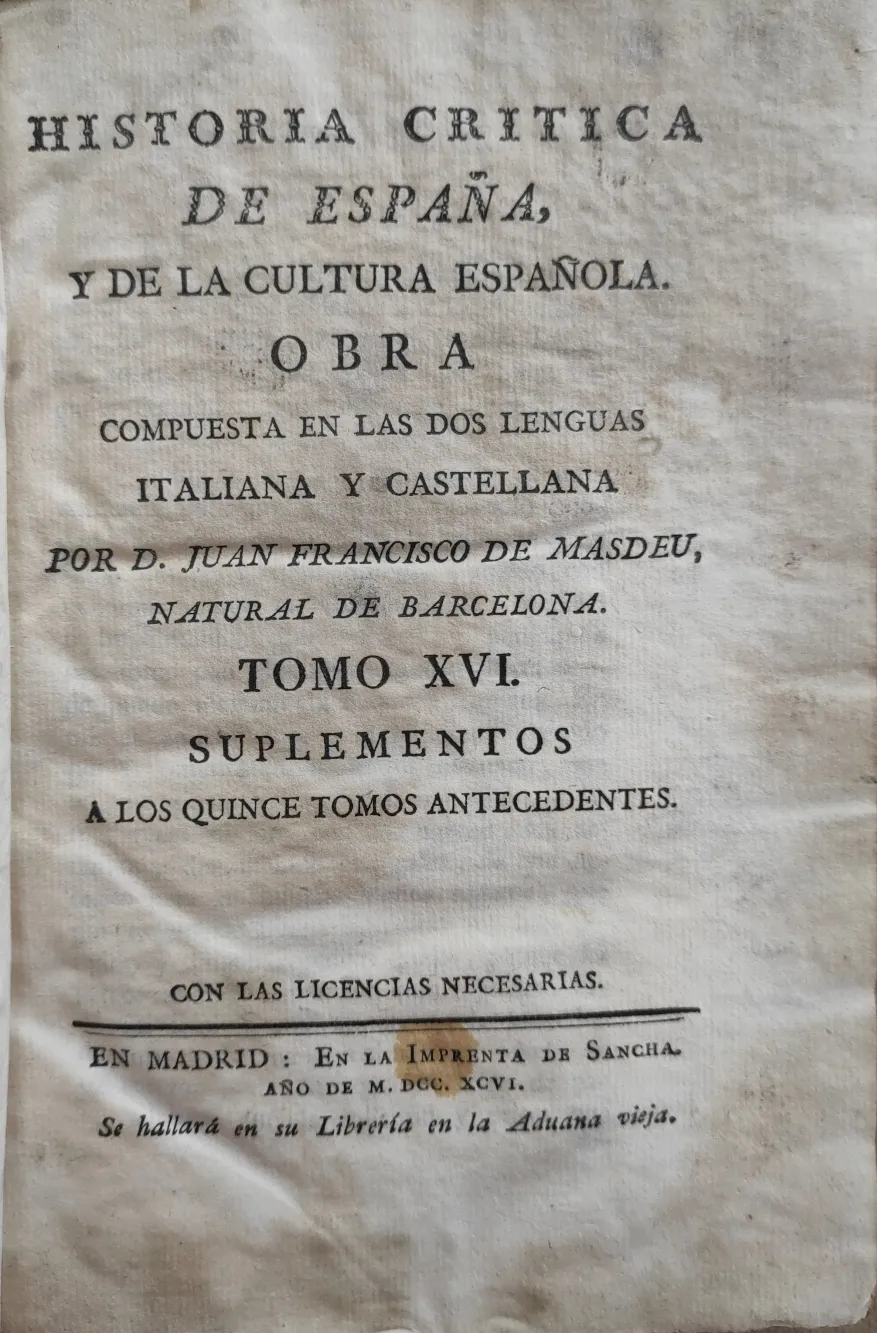 HISTORIA CRITICA
DE ESPAÑA,
Y DE LA CULTURA ESPAÑOLA.
OBRA
COMPUESTA EN LAS DOS LENGUAS
ITALIANA Y CASTELLANA
POR D. JUAN FRANCISCO DE MASDEU,
NATURAL DE BARCELONA.
TOMO XVI.
SUPLEMENTOS
A LOS QUINCE TOMOS ANTECEDENTES.
CON LAS LICENCIAS NECESARIAS.
EN MADRID : EN LA IMPRENTA DE SANCHA.
AÑO DE M. DCC. XCVI.
Se hallará en su Librería en la Aduana vieja.